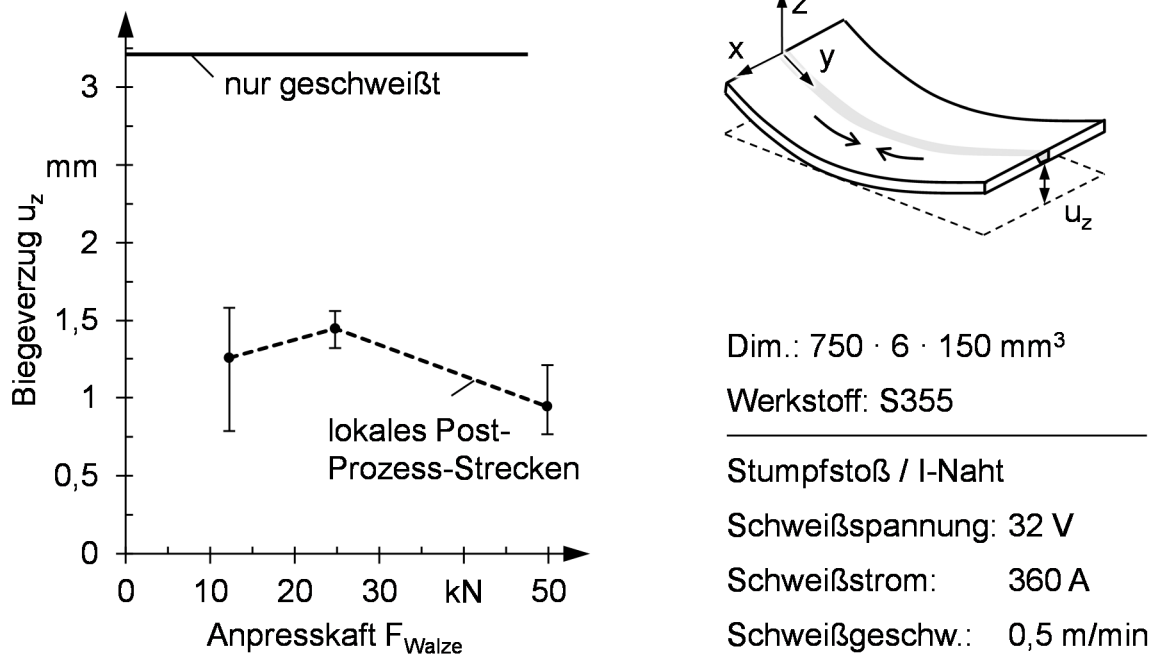 3
mm
2
1,5
1
0,5
0
Biegeverzug u_z
nur geschweißt
lokales Post-
Prozess-Strecken
0 10 20 30 kN 50
Anpresskaft F_Walze
z
x
y
u_z
Dim.: 750 · 6 · 150 mm³
Werkstoff: S355
Stumpfstoß / I-Naht
Schweißspannung: 32 V
Schweißstrom: 360 A
Schweißgeschw.: 0,5 m/min